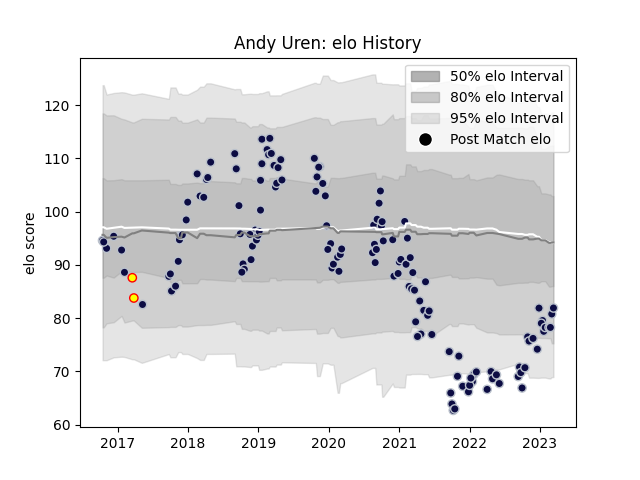 Andy Uren: elo History
50% elo Interval
80% elo Interval
95% elo Interval
Post Match elo
elo score
120
110
100
90
80
70
60
2017
2018
2019
2020
2021
2022
2023